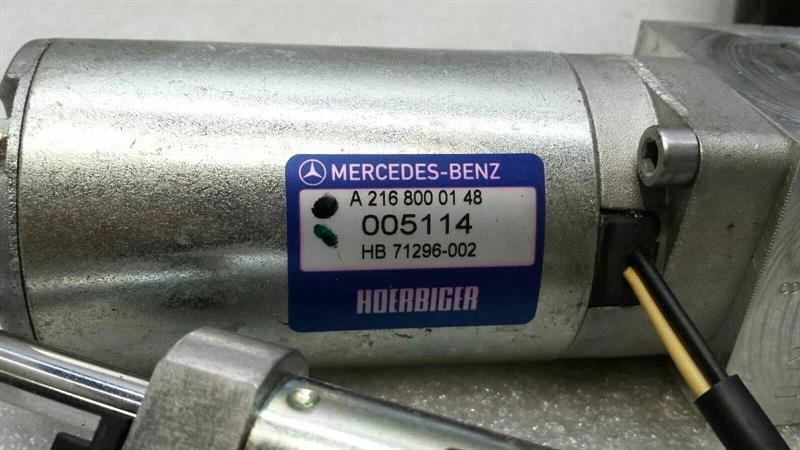 MERCEDES-BENZ
A 216 800 01 48
005114
HB 71296-002
HOERBIGER